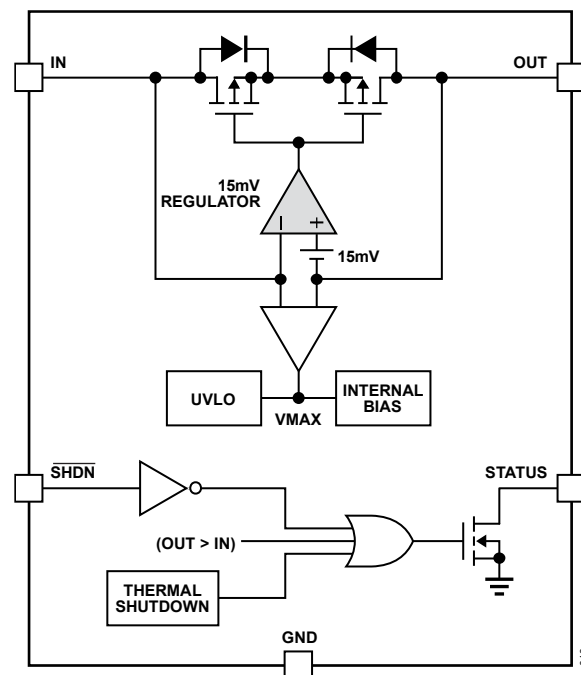 IN
OUT
15mV
REGULATOR
15mV
UVLO
INTERNAL
BIAS
VMAX
SHDN
STATUS
(OUT > IN)
THERMAL
SHUTDOWN
GND